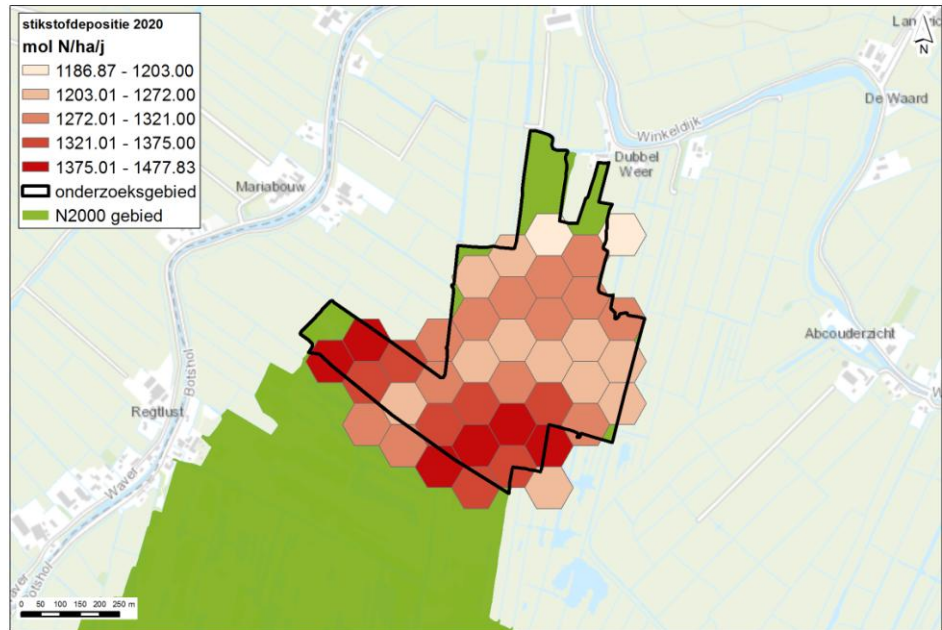 stikstofdepositie 2020
mol N/ha/j
1186.87 - 1203.00
1203.01 - 1272.00
1272.01 - 1321.00
1321.01 - 1375.00
1375.01 - 1477.83
onderzoeksgebied
N2000 gebied
N
De Waard
Winkeldijk
Dubbel
Weer
Mariabouw
Abcouderzicht
Botshol
Regtlust
Waver
Botshol
0 50 100 150 200 250 m